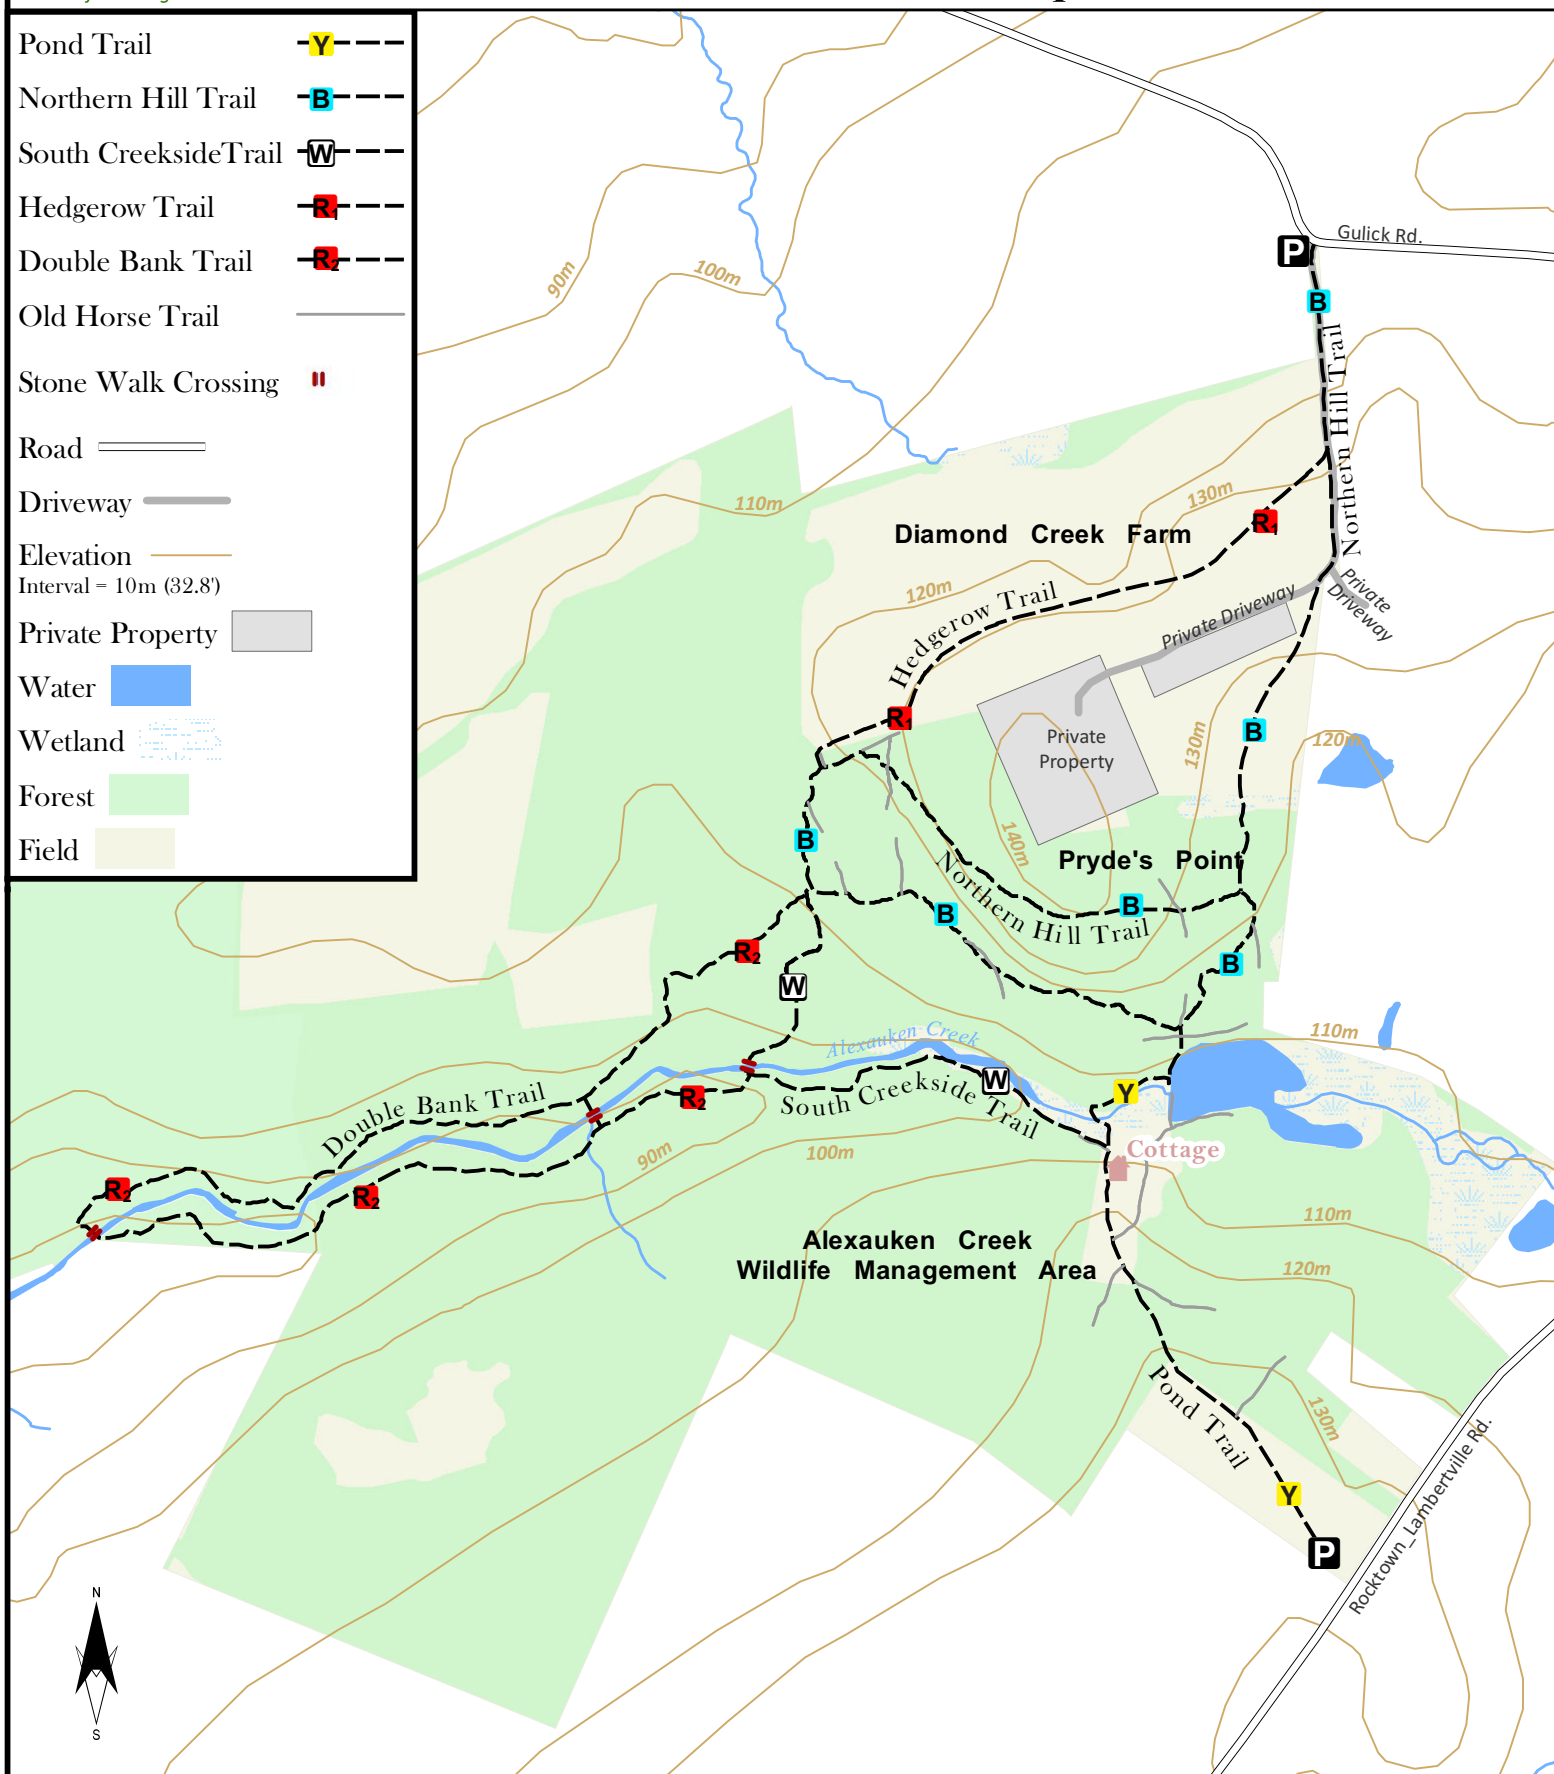 Pond Trail Y
Northern Hill Trail B
South CreeksideTrail W
Hedgerow Trail R1
Double Bank Trail R2
Old Horse Trail
Stone Walk Crossing
Road
Driveway
Elevation
Interval = 10m (32.8')
Private Property
Water
Wetland
Forest
Field
Gulick Rd.
P
B
Northern Hill Trail
90m
100m
110m
130m
R1
Diamond Creek Farm
Northern Hill Trail
120m
Hedgerow Trail
Private Driveway
Private
Driveway
R1
Private
Property
B
130m
120m
B
140m
Pryde's Point
Northern Hill Trail
B
B
R2
B
W
Alexauken Creek
110m
W
Y
R2
South Creekside Trail
Double Bank Trail
90m
100m
Cottage
R2
R2
110m
Alexauken Creek
Wildlife Management Area
120m
Pond Trail
130m
Y
P
Rocktown_Lambertville Rd.
N
S